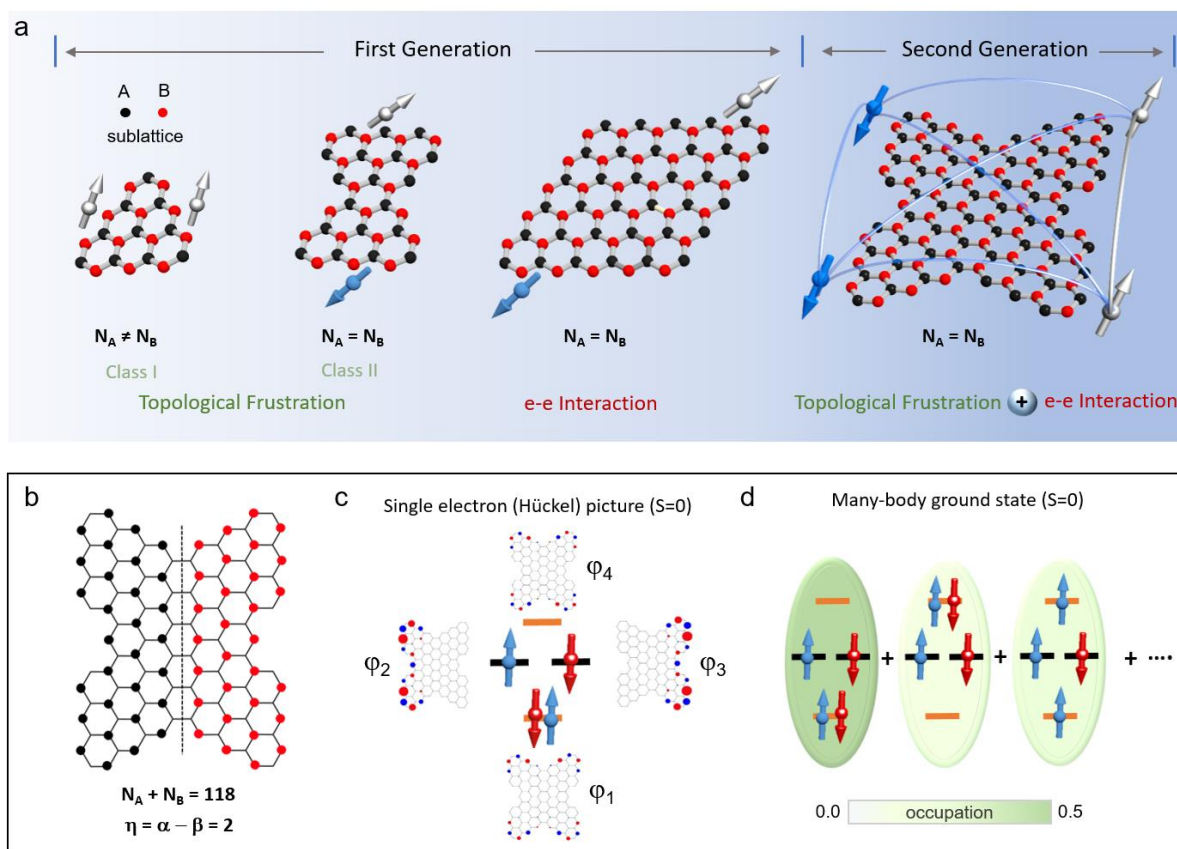 a
First Generation
Second Generation
A B
sublattice
N_A ≠ N_B
N_A = N_B
N_A = N_B
N_A = N_B
Class I
Class II
Topological Frustration
e-e Interaction
Topological Frustration + e-e Interaction
b
N_A + N_B = 118
η = α − β = 2
c
Single electron (Hückel) picture (S=0)
φ4
φ2
φ3
φ1
d
Many-body ground state (S=0)
+ + + ....
0.0 occupation 0.5